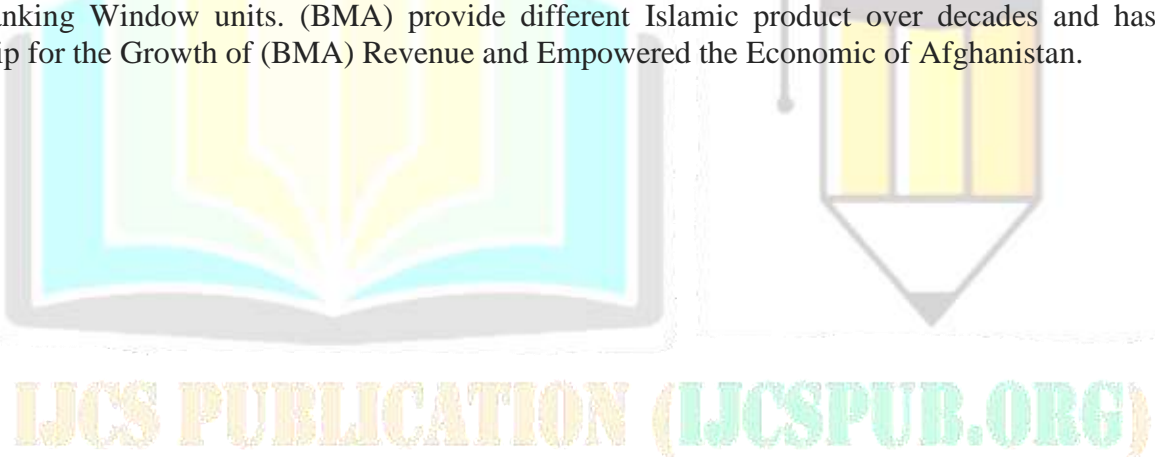 anking Window units. (BMA) provide different Islamic product over decades and has
ip for the Growth of (BMA) Revenue and Empowered the Economic of Afghanistan.
IJCS PUBLICATION (IJCSPUB.ORG)